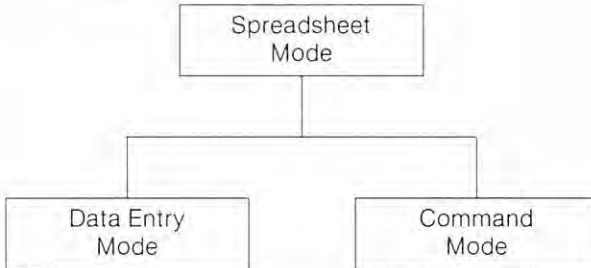 Spreadsheet
Mode
Data Entry
Mode
Command
Mode